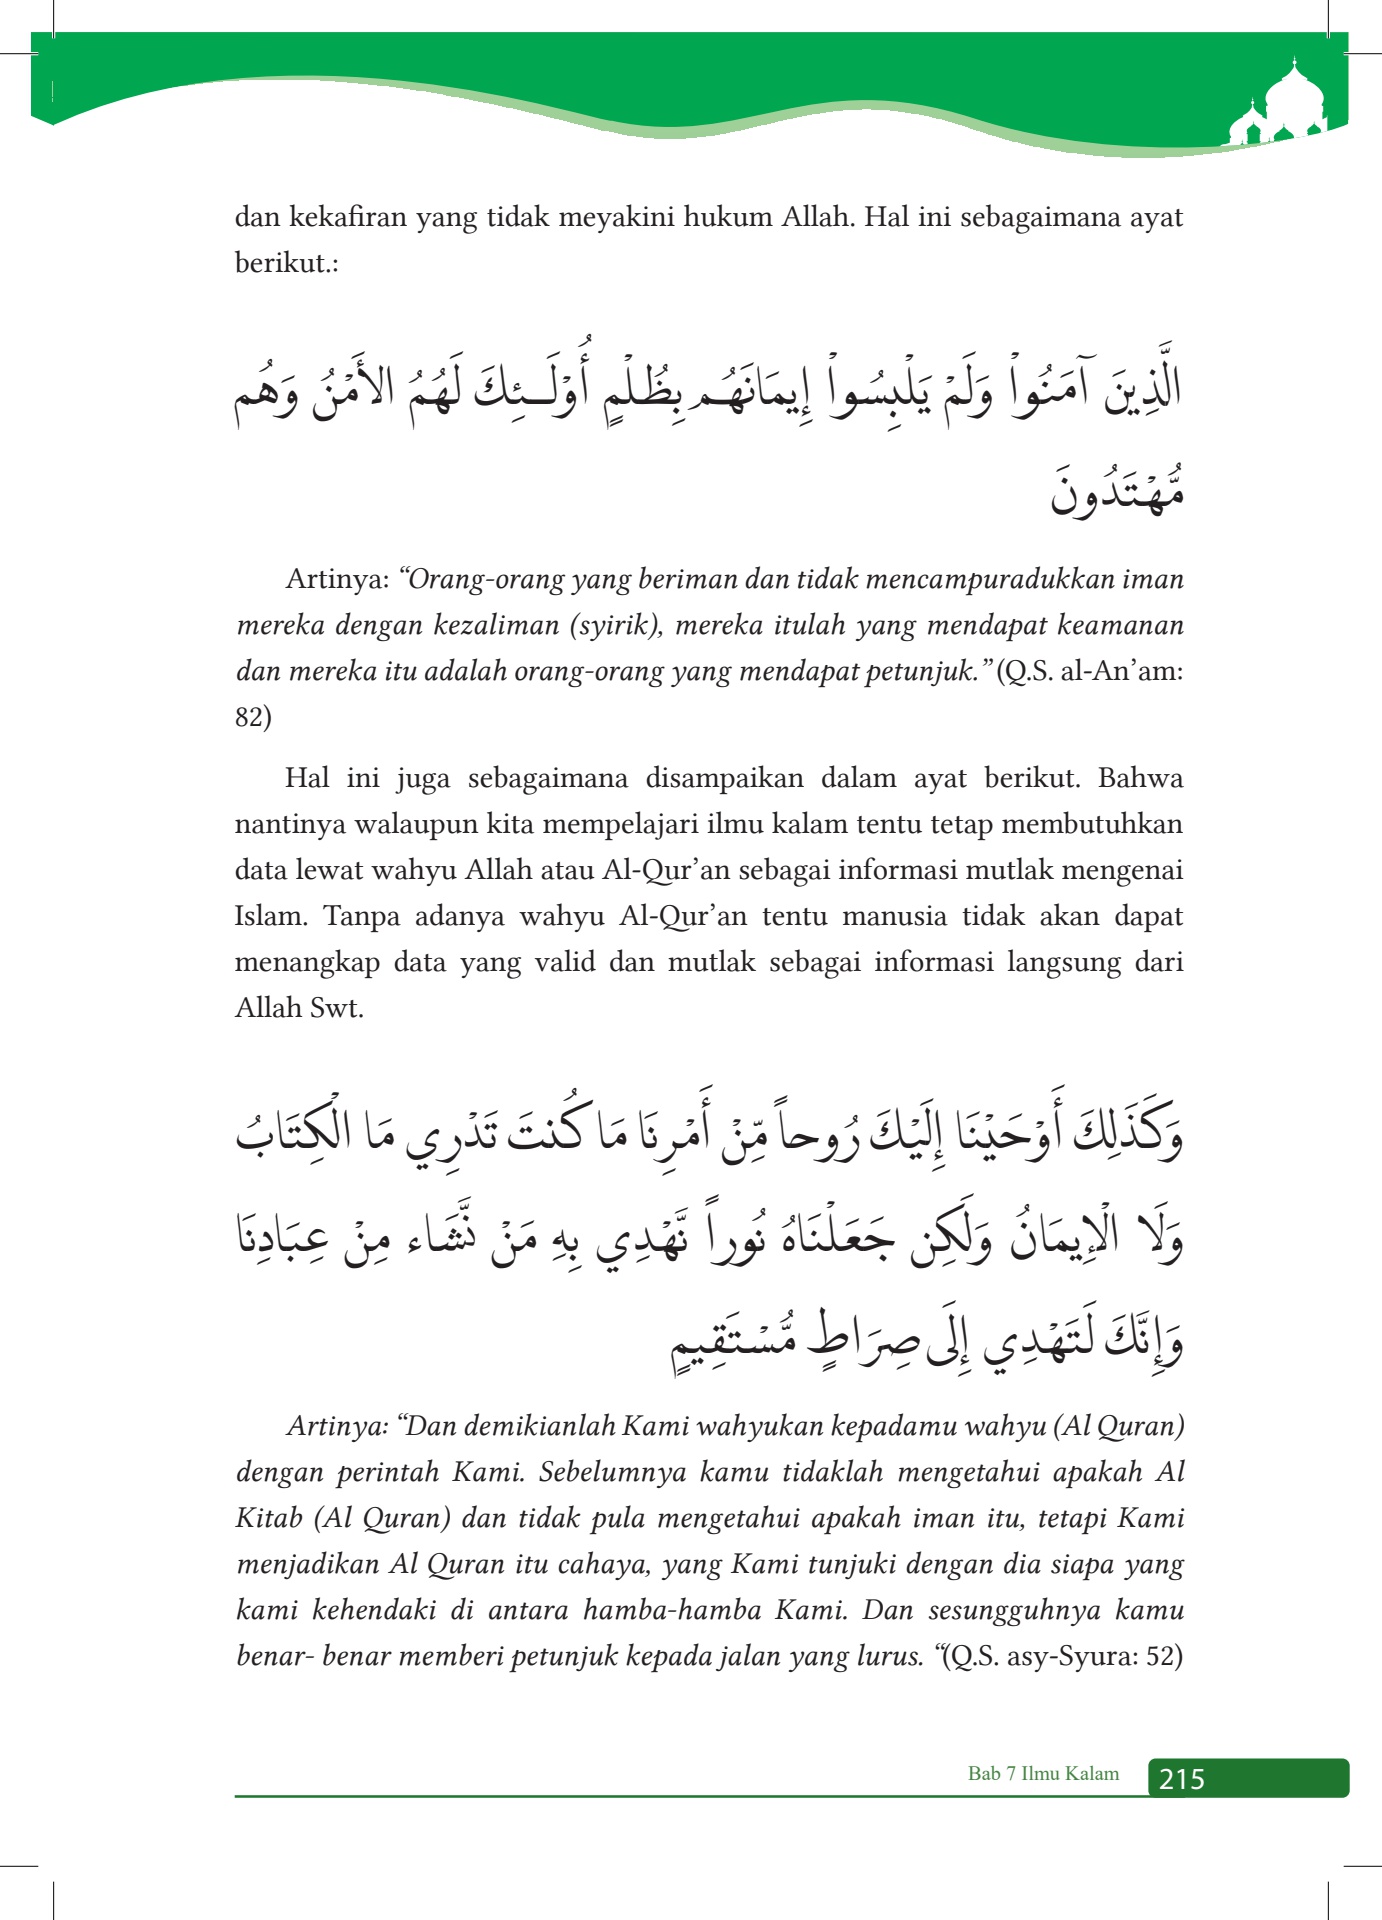 dan kekafiran yang tidak meyakini hukum Allah. Hal ini sebagaimana ayat
berikut.:
الَّذِينَ آمَنُواْ وَلَمْ يَلْبِسُواْ إِيمَانَهُم بِظُلْمٍ أُوْلَـئِكَ لَهُمُ الأَمْنُ وَهُم
مُّهْتَدُونَ
Artinya: “Orang-orang yang beriman dan tidak mencampuradukkan iman
mereka dengan kezaliman (syirik), mereka itulah yang mendapat keamanan
dan mereka itu adalah orang-orang yang mendapat petunjuk.” (Q.S. al-An’am:
82)
Hal ini juga sebagaimana disampaikan dalam ayat berikut. Bahwa
nantinya walaupun kita mempelajari ilmu kalam tentu tetap membutuhkan
data lewat wahyu Allah atau Al-Qur’an sebagai informasi mutlak mengenai
Islam. Tanpa adanya wahyu Al-Qur’an tentu manusia tidak akan dapat
menangkap data yang valid dan mutlak sebagai informasi langsung dari
Allah Swt.
وَكَذَلِكَ أَوْحَيْنَا إِلَيْكَ رُوحاً مِّنْ أَمْرِنَا مَا كُنتَ تَدْرِي مَا الْكِتَابُ
وَلَا الْإِيمَانُ وَلَكِن جَعَلْنَاهُ نُوراً نَّهْدِي بِهِ مَنْ نَّشَاء مِنْ عِبَادِنَا
وَإِنَّكَ لَتَهْدِي إِلَى صِرَاطٍ مُّسْتَقِيمٍ
Artinya: “Dan demikianlah Kami wahyukan kepadamu wahyu (Al Quran)
dengan perintah Kami. Sebelumnya kamu tidaklah mengetahui apakah Al
Kitab (Al Quran) dan tidak pula mengetahui apakah iman itu, tetapi Kami
menjadikan Al Quran itu cahaya, yang Kami tunjuki dengan dia siapa yang
kami kehendaki di antara hamba-hamba Kami. Dan sesungguhnya kamu
benar- benar memberi petunjuk kepada jalan yang lurus. “(Q.S. asy-Syura: 52)
Bab 7 Ilmu Kalam 215